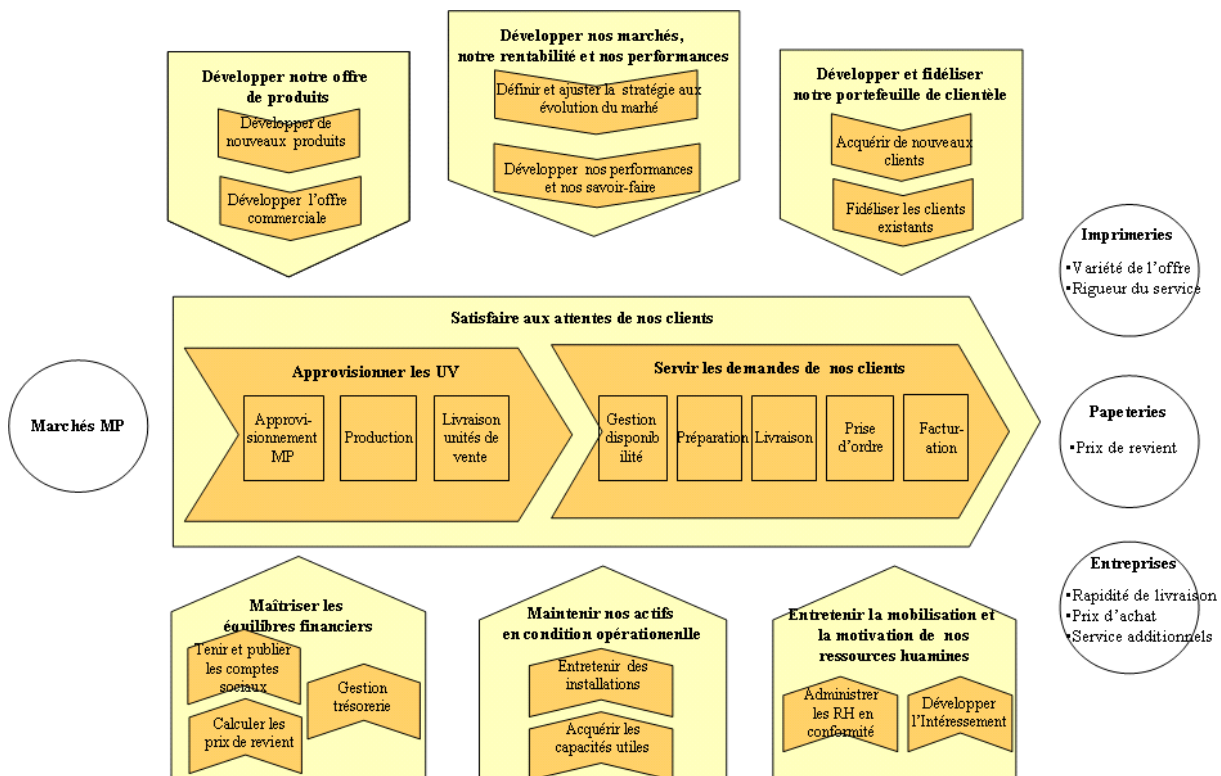 Développer notre offre
de produits
Développer de
nouveaux produits
Développer l'offre
commerciale
Développer nos marchés,
notre rentabilité et nos performances
Définir et ajuster la stratégie aux
évolution du marhé
Développer nos performances
et nos savoir-faire
Développer et fidéliser
notre portefeuille de clientèle
Acquérir de nouveaux
clients
Fidéliser les clients
existants
Marchés MP
Satisfaire aux attentes de nos clients
Approvisionner les UV
Approvi-
sionnement
MP
Production
Livraison
unités de
vente
Servir les demandes de nos clients
Gestion
disponib
ilité
Préparation
Livraison
Prise
d'ordre
Factur-
ation
Imprimeries
▪Variété de l'offre
▪Rigueur du service
Papeteries
▪Prix de revient
Entreprises
▪Rapidité de livraison
▪Prix d'achat
▪Service additionnels
Maîtriser les
équilibres financiers
Tenir et publier
les comptes
sociaux
Gestion
trésorerie
Calculer les
prix de revient
Maintenir nos actifs
en condition opérationenlle
Entretenir des
installations
Acquérir les
capacités utiles
Entretenir la mobilisation et
la motivation de nos
ressources huamines
Administrer
les RH en
conformité
Développer
l'Intéressement